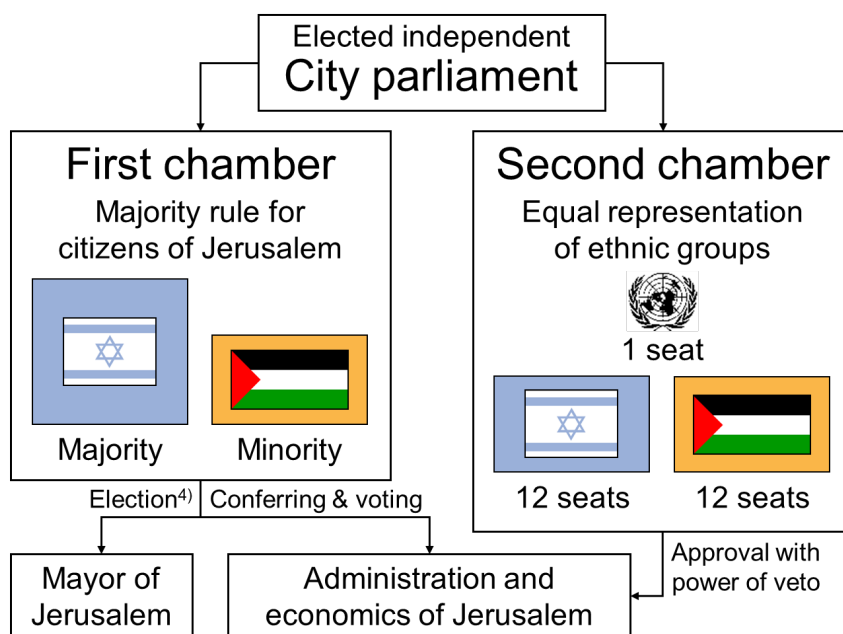 Elected independent
City parliament
First chamber
Majority rule for
citizens of Jerusalem
Majority
Minority
Second chamber
Equal representation
of ethnic groups
1 seat
12 seats
12 seats
Election⁴⁾
Conferring & voting
Approval with
power of veto
Mayor of
Jerusalem
Administration and
economics of Jerusalem